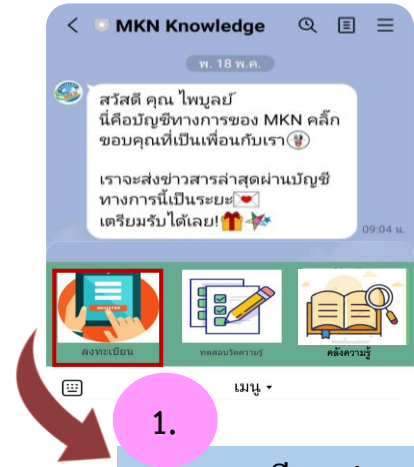 MKN Knowledge
พ. 18 พ.ค.
สวัสดี คุณ ไพบูลย์
นี่คือบัญชีทางการของ MKN คลิ๊ก
ขอบคุณที่เป็นเพื่อนกับเรา
เราจะส่งข่าวสารล่าสุดผ่านบัญชี
ทางการนี้เป็นระยะ
เตรียมรับได้เลย!
09:04 น.
ลงทะเบียน
ทดสอบวัดความรู้
คลังความรู้
เมนู
1.